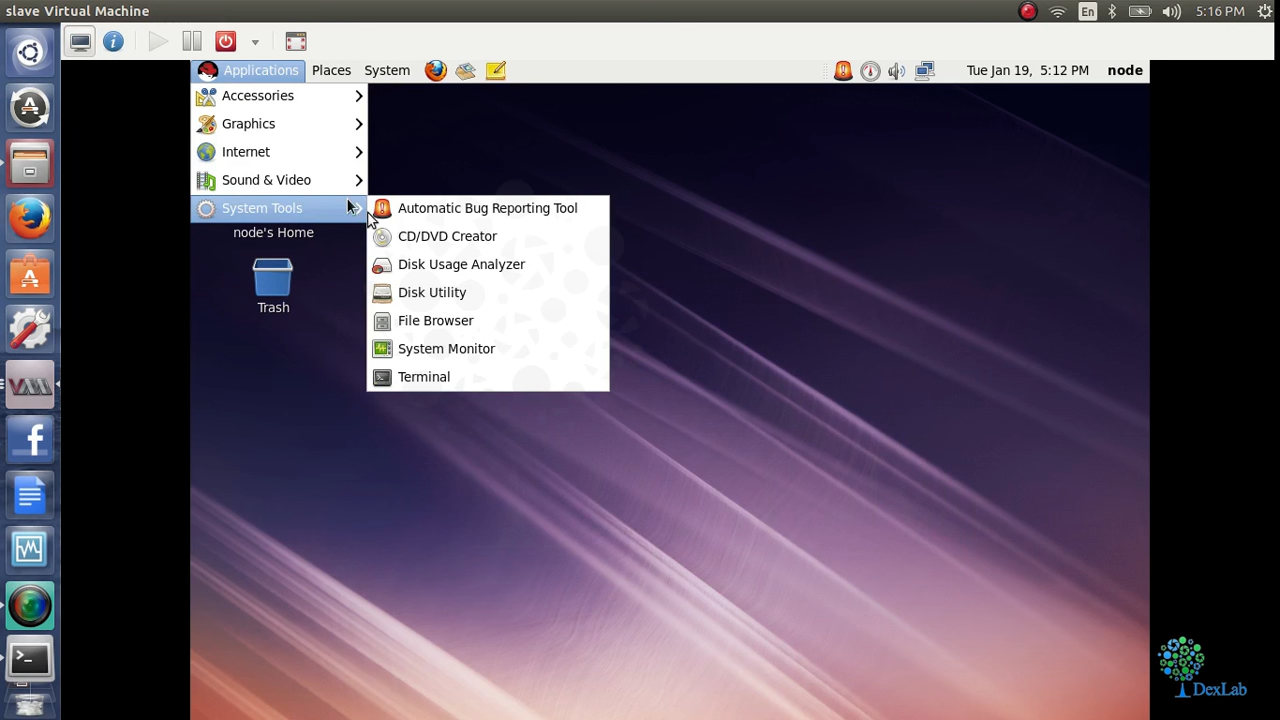 slave Virtual Machine
En
5:16 PM
Applications Places System
Tue Jan 19, 5:12 PM node
Accessories
Graphics
Internet
Sound & Video
System Tools
node's Home
Trash
Automatic Bug Reporting Tool
CD/DVD Creator
Disk Usage Analyzer
Disk Utility
File Browser
System Monitor
Terminal
DexLab